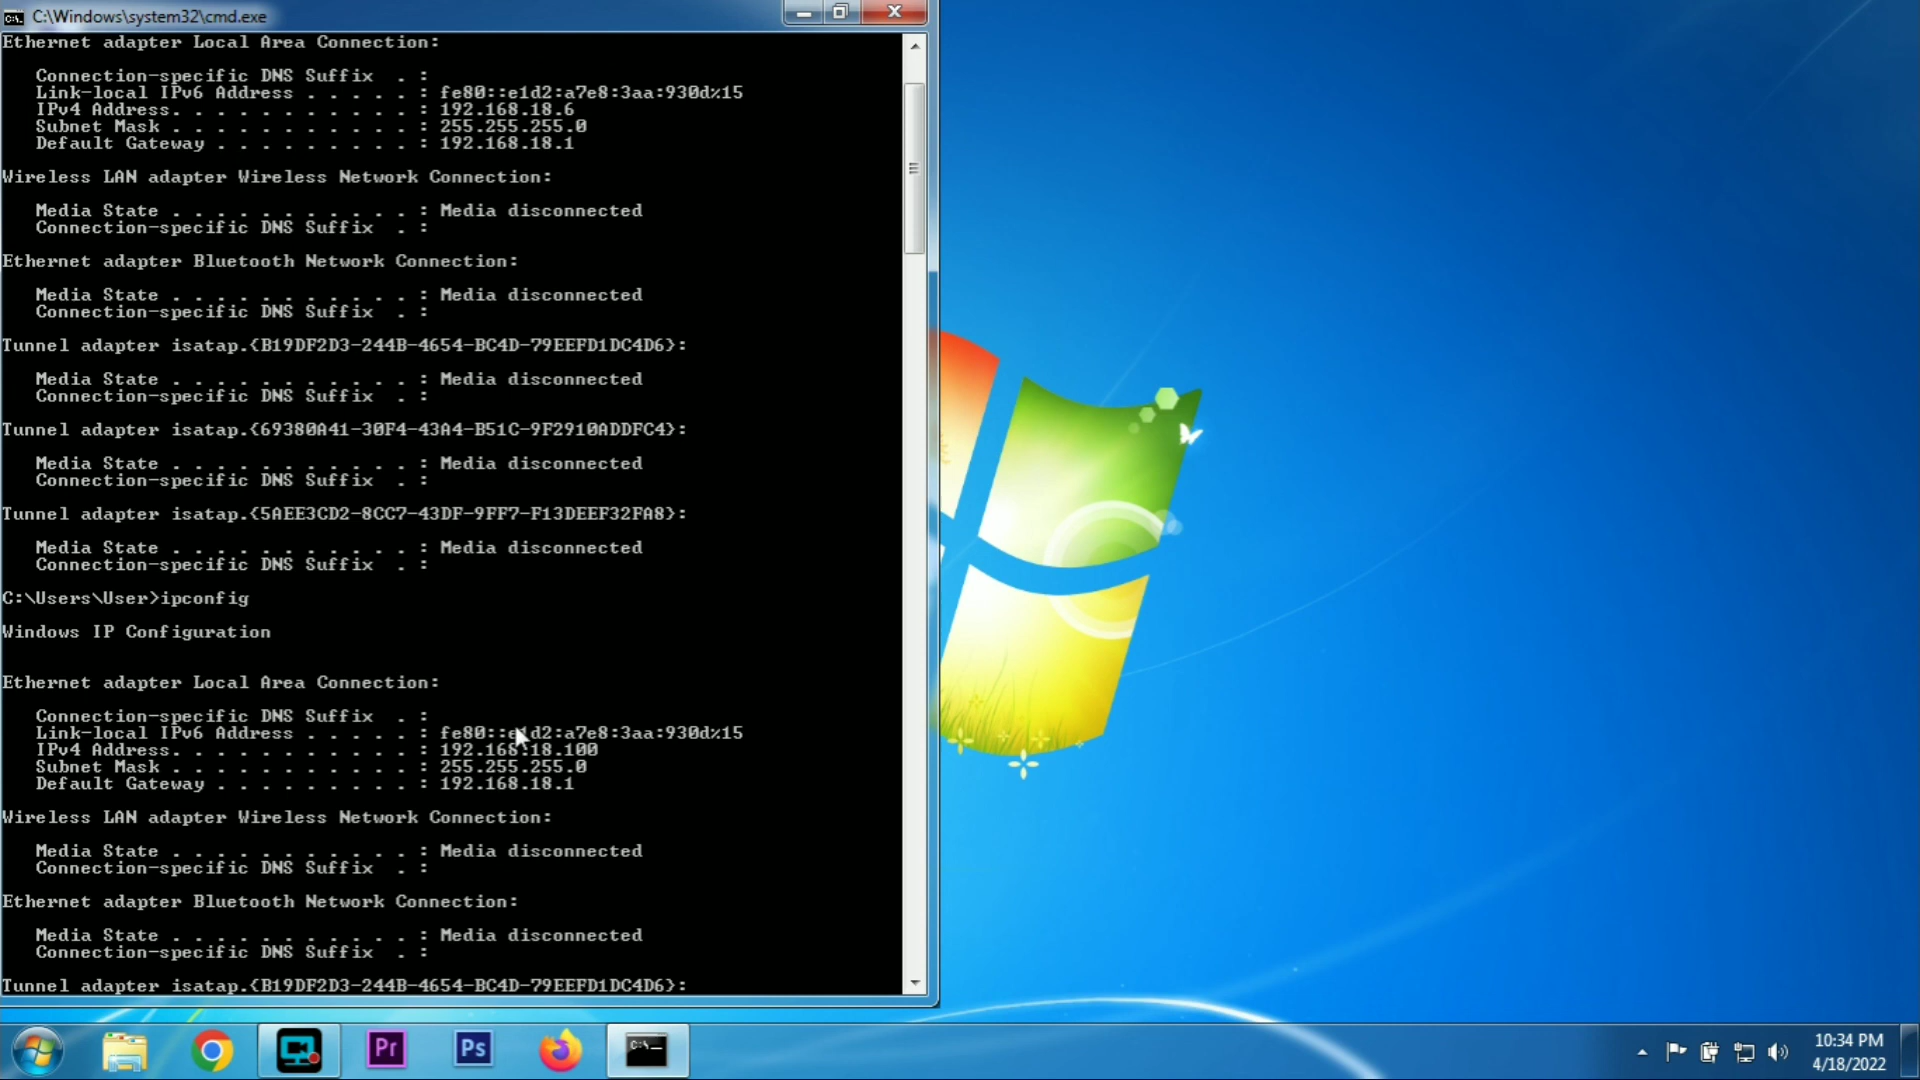 C:\Windows\system32\cmd.exe
Ethernet adapter Local Area Connection:
Connection-specific DNS Suffix . :
Link-local IPv6 Address . . . . . : fe80::e1d2:a7e8:3aa:930d%15
IPv4 Address. . . . . . . . . . . : 192.168.18.6
Subnet Mask . . . . . . . . . . . : 255.255.255.0
Default Gateway . . . . . . . . . : 192.168.18.1
Wireless LAN adapter Wireless Network Connection:
Media State . . . . . . . . . . . : Media disconnected
Connection-specific DNS Suffix . :
Ethernet adapter Bluetooth Network Connection:
Media State . . . . . . . . . . . : Media disconnected
Connection-specific DNS Suffix . :
Tunnel adapter isatap.{B19DF2D3-244B-4654-BC4D-79EEFD1DC4D6}:
Media State . . . . . . . . . . . : Media disconnected
Connection-specific DNS Suffix . :
Tunnel adapter isatap.{69380A41-30F4-43A4-B51C-9F2910ADDFC4}:
Media State . . . . . . . . . . . : Media disconnected
Connection-specific DNS Suffix . :
Tunnel adapter isatap.{5AEE3CD2-8CC7-43DF-9FF7-F13DEEF32FA8}:
Media State . . . . . . . . . . . : Media disconnected
Connection-specific DNS Suffix . :
C:\Users\User>ipconfig
Windows IP Configuration
Ethernet adapter Local Area Connection:
Connection-specific DNS Suffix . :
Link-local IPv6 Address . . . . . : fe80::e1d2:a7e8:3aa:930d%15
IPv4 Address. . . . . . . . . . . : 192.168.18.100
Subnet Mask . . . . . . . . . . . : 255.255.255.0
Default Gateway . . . . . . . . . : 192.168.18.1
Wireless LAN adapter Wireless Network Connection:
Media State . . . . . . . . . . . : Media disconnected
Connection-specific DNS Suffix . :
Ethernet adapter Bluetooth Network Connection:
Media State . . . . . . . . . . . : Media disconnected
Connection-specific DNS Suffix . :
Tunnel adapter isatap.{B19DF2D3-244B-4654-BC4D-79EEFD1DC4D6}:
Pr
Ps
C:\_
10:34 PM
4/18/2022